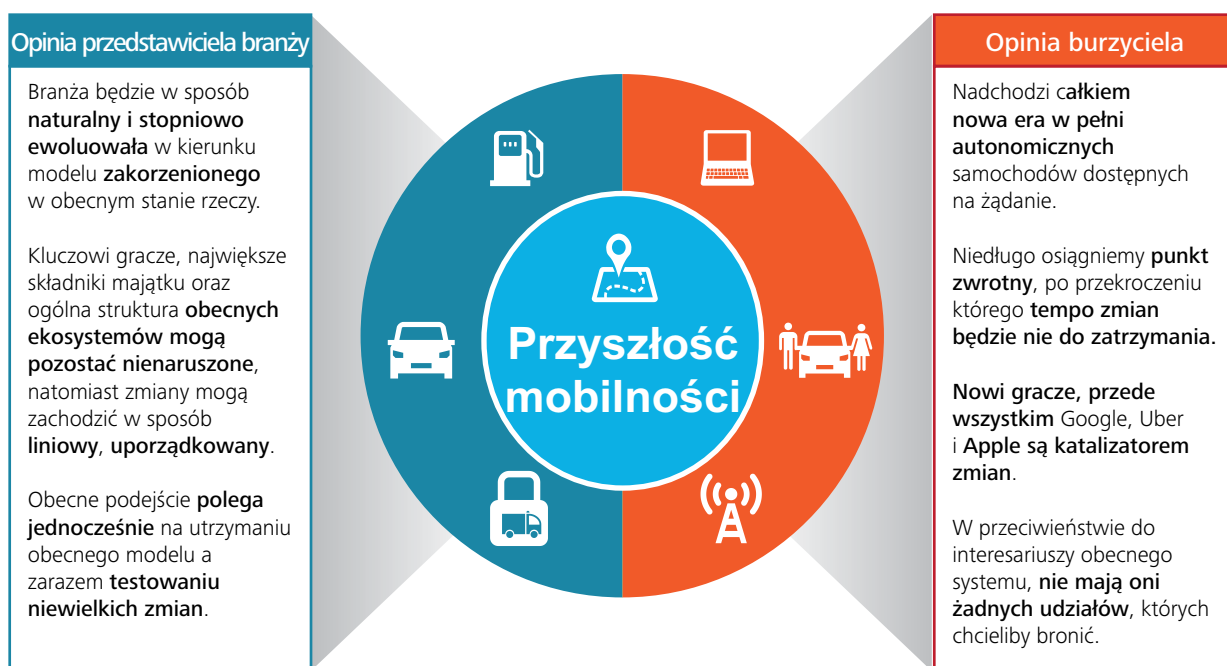 Opinia przedstawiciela branży
Branża będzie w sposób
naturalny i stopniowo
ewoluowała w kierunku
modelu zakorzenionego
w obecnym stanie rzeczy.
Kluczowi gracze, największe
składniki majątku oraz
ogólna struktura obecnych
ekosystemów mogą
pozostać nienaruszone,
natomiast zmiany mogą
zachodzić w sposób
liniowy, uporządkowany.
Obecne podejście polega
jednocześnie na utrzymaniu
obecnego modelu a
zarazem testowaniu
niewielkich zmian.
Przyszłość
mobilności
Opinia burzyciela
Nadchodzi całkiem
nowa era w pełni
autonomicznych
samochodów dostępnych
na żądanie.
Niedługo osiągniemy punkt
zwrotny, po przekroczeniu
którego tempo zmian
będzie nie do zatrzymania.
Nowi gracze, przede
wszystkim Google, Uber
i Apple są katalizatorem
zmian.
W przeciwieństwie do
interesariuszy obecnego
systemu, nie mają oni
żadnych udziałów, których
chcieliby bronić.